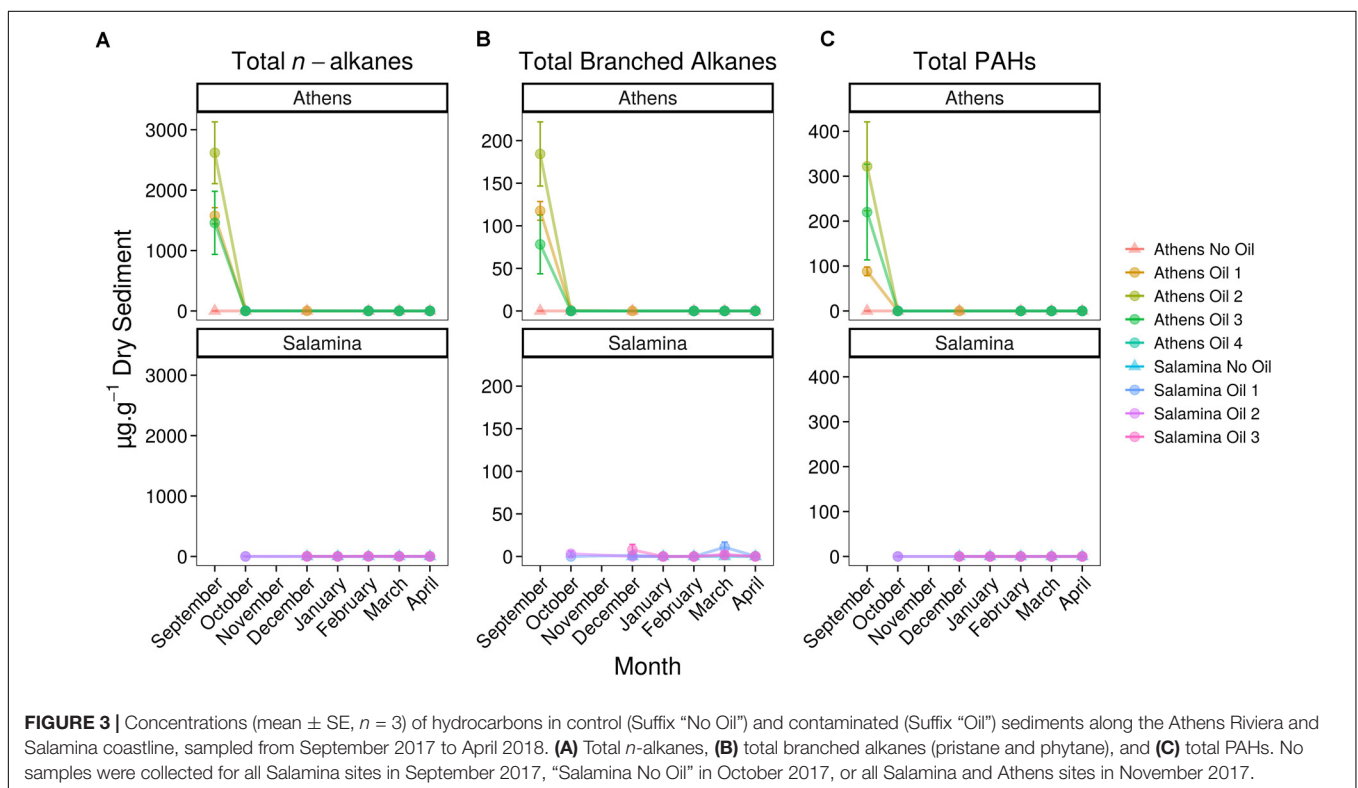 A
B
C
Total n – alkanes
Total Branched Alkanes
Total PAHs
Athens
Athens
Athens
3000
2000
1000
0
200
150
100
50
0
400
300
200
100
0
Salamina
Salamina
Salamina
3000
2000
1000
0
200
150
100
50
0
400
300
200
100
0
µg.g⁻¹ Dry Sediment
September
October
November
December
January
February
March
April
September
October
November
December
January
February
March
April
September
October
November
December
January
February
March
April
Month
Athens No Oil
Athens Oil 1
Athens Oil 2
Athens Oil 3
Athens Oil 4
Salamina No Oil
Salamina Oil 1
Salamina Oil 2
Salamina Oil 3
FIGURE 3 | Concentrations (mean ± SE, n = 3) of hydrocarbons in control (Suffix “No Oil”) and contaminated (Suffix “Oil”) sediments along the Athens Riviera and
Salamina coastline, sampled from September 2017 to April 2018. (A) Total n-alkanes, (B) total branched alkanes (pristane and phytane), and (C) total PAHs. No
samples were collected for all Salamina sites in September 2017, “Salamina No Oil” in October 2017, or all Salamina and Athens sites in November 2017.